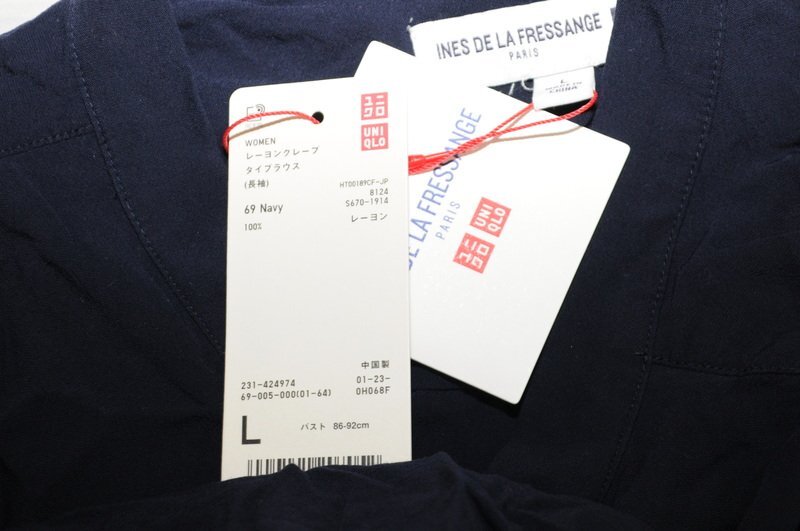 INES DE LA FRESSANGE
PARIS
L
MADE IN
CHINA
ユニ
クロ
UNI
QLO
WOMEN
レーヨンクレープ
タイブラウス
(長袖)
HT00189CF-JP
8124
69 Navy
S670-1914
100%
レーヨン
中国製
231-424974
01-23-
69-005-000(01-64)
0H068F
L
バスト 86-92cm
DE LA FRESSANGE
PARIS
UNI
QLO
ユニ
クロ